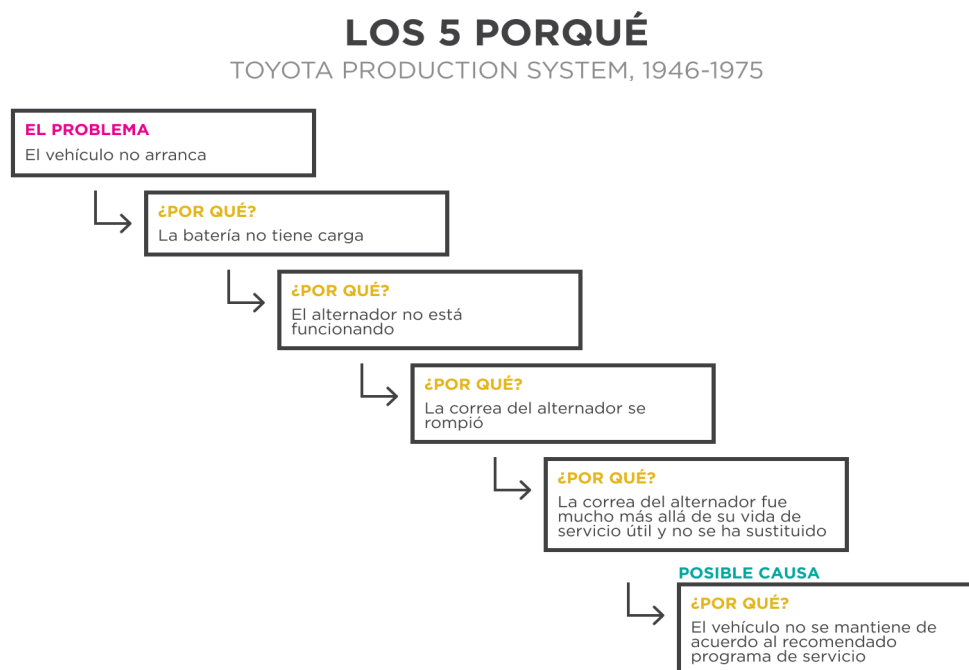 LOS 5 PORQUÉ
TOYOTA PRODUCTION SYSTEM, 1946-1975
EL PROBLEMA
El vehículo no arranca
¿POR QUÉ?
La batería no tiene carga
¿POR QUÉ?
El alternador no está
funcionando
¿POR QUÉ?
La correa del alternador se
rompió
¿POR QUÉ?
La correa del alternador fue
mucho más allá de su vida de
servicio útil y no se ha sustituido
POSIBLE CAUSA
¿POR QUÉ?
El vehículo no se mantiene de
acuerdo al recomendado
programa de servicio